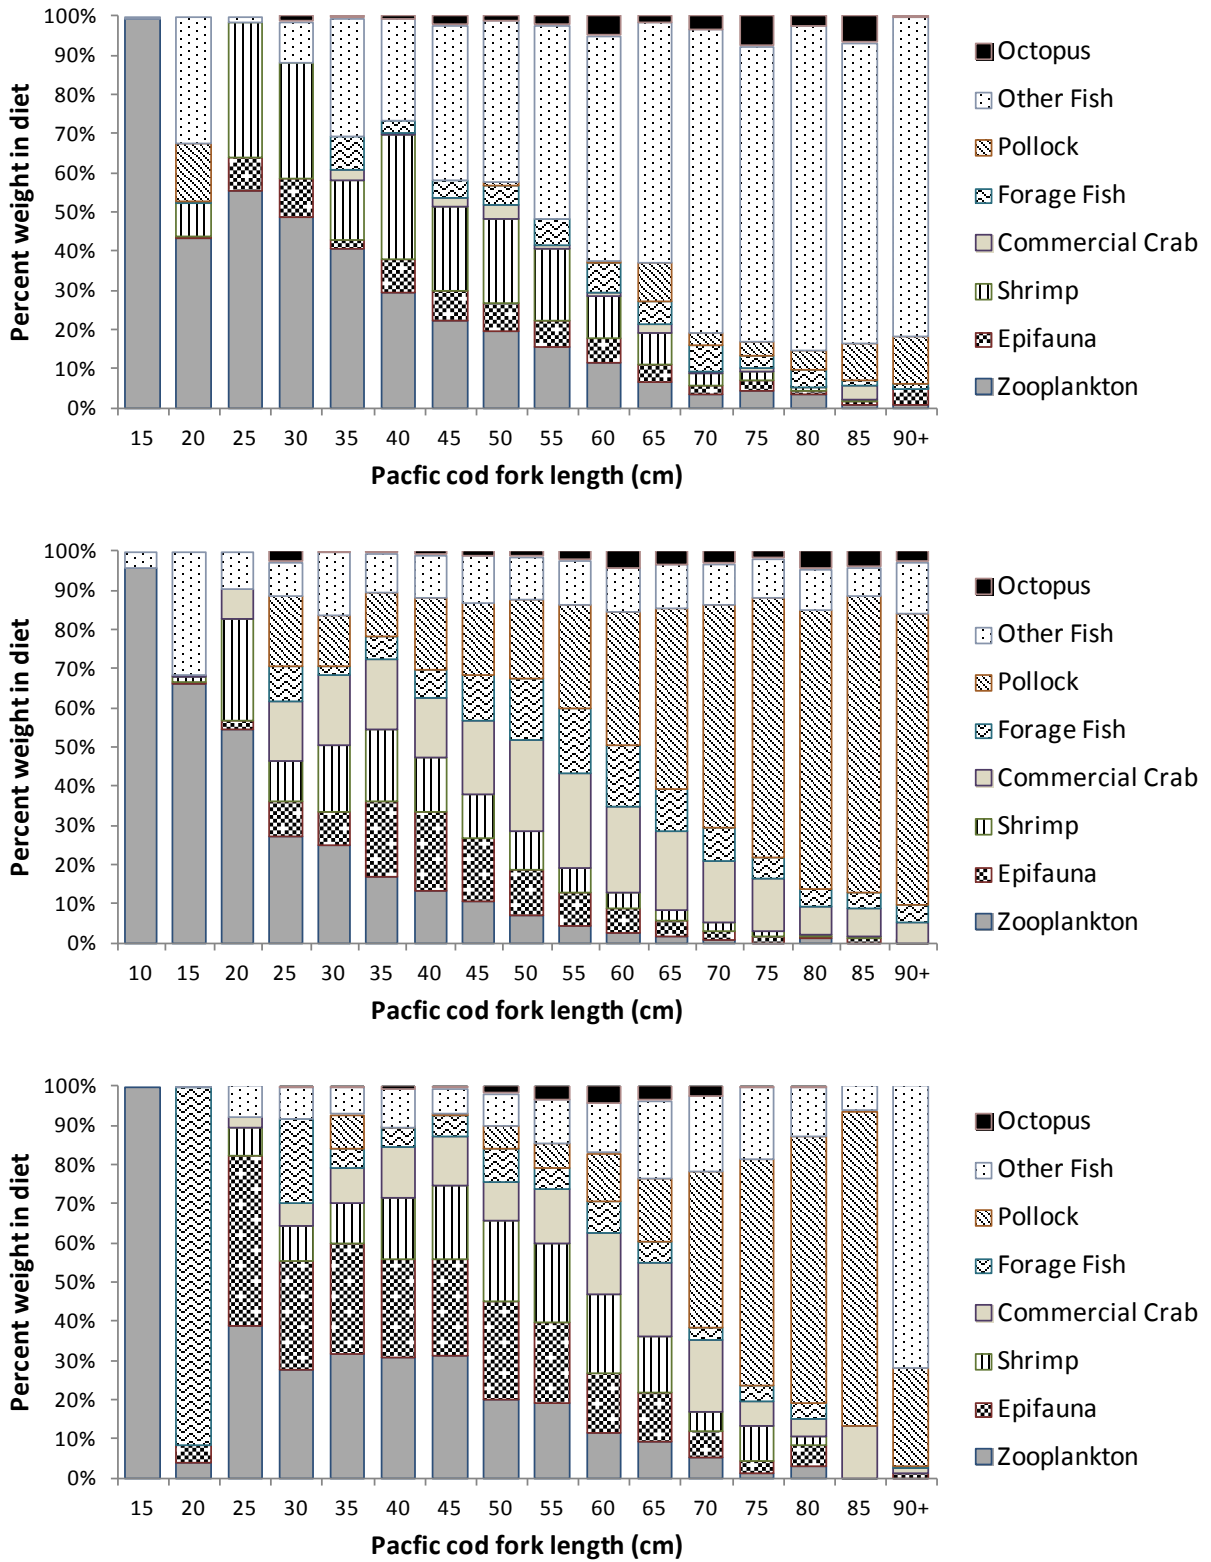 100%
90%
80%
70%
60%
50%
40%
30%
20%
10%
0%
Percent weight in diet
15 20 25 30 35 40 45 50 55 60 65 70 75 80 85 90+
Pacfic cod fork length (cm)
Octopus
Other Fish
Pollock
Forage Fish
Commercial Crab
Shrimp
Epifauna
Zooplankton
100%
90%
80%
70%
60%
50%
40%
30%
20%
10%
0%
Percent weight in diet
10 15 20 25 30 35 40 45 50 55 60 65 70 75 80 85 90+
Pacfic cod fork length (cm)
Octopus
Other Fish
Pollock
Forage Fish
Commercial Crab
Shrimp
Epifauna
Zooplankton
100%
90%
80%
70%
60%
50%
40%
30%
20%
10%
0%
Percent weight in diet
15 20 25 30 35 40 45 50 55 60 65 70 75 80 85 90+
Pacfic cod fork length (cm)
Octopus
Other Fish
Pollock
Forage Fish
Commercial Crab
Shrimp
Epifauna
Zooplankton